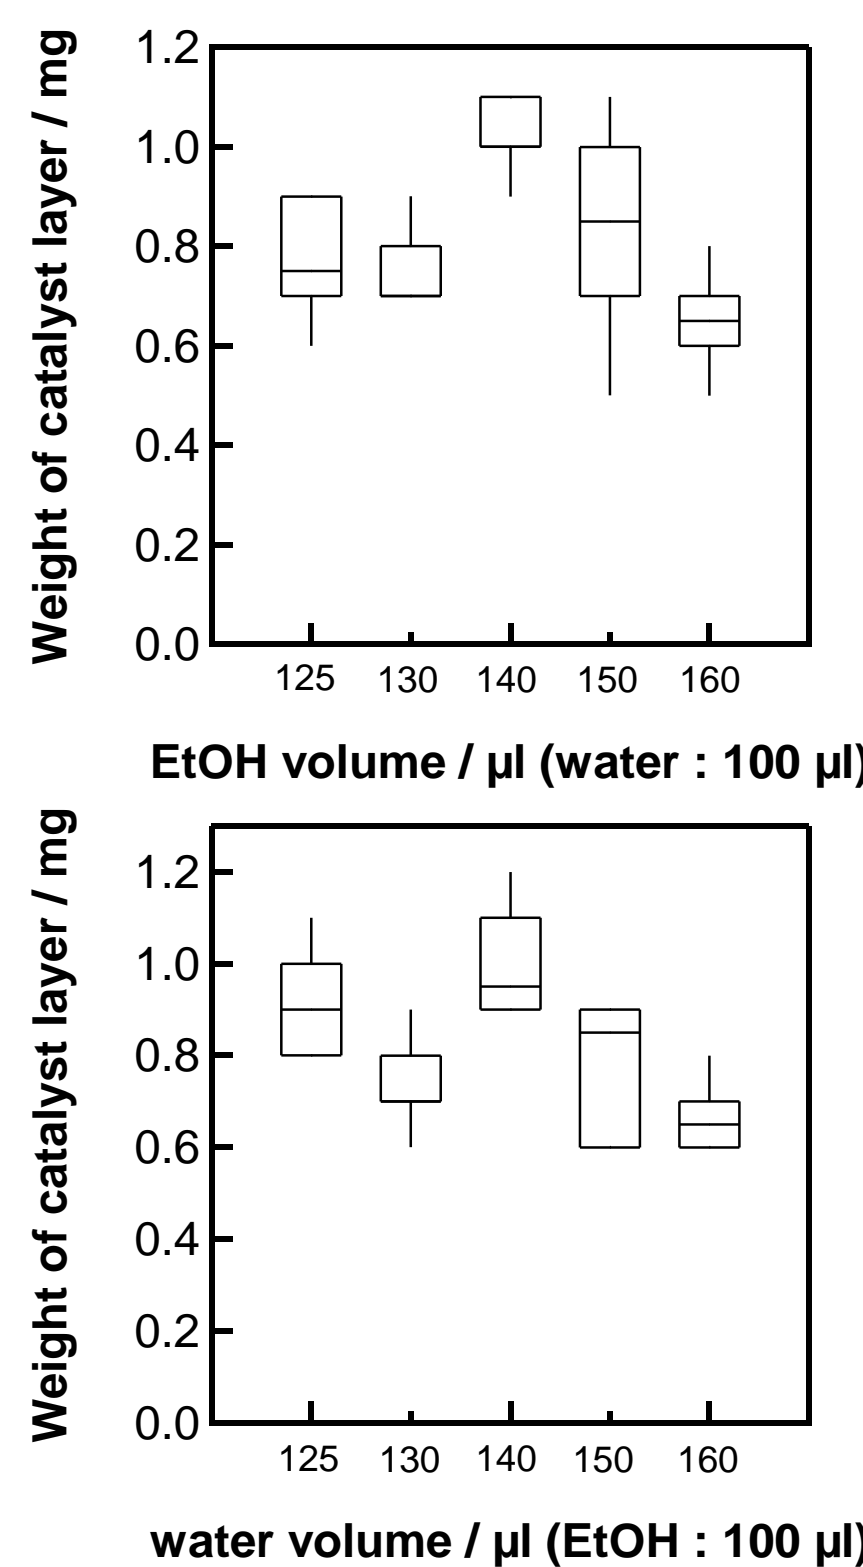 Weight of catalyst layer / mg
1.2
1.0
0.8
0.6
0.4
0.2
0.0
125 130 140 150 160
EtOH volume / µl (water : 100 µl)
Weight of catalyst layer / mg
1.2
1.0
0.8
0.6
0.4
0.2
0.0
125 130 140 150 160
water volume / µl (EtOH : 100 µl)